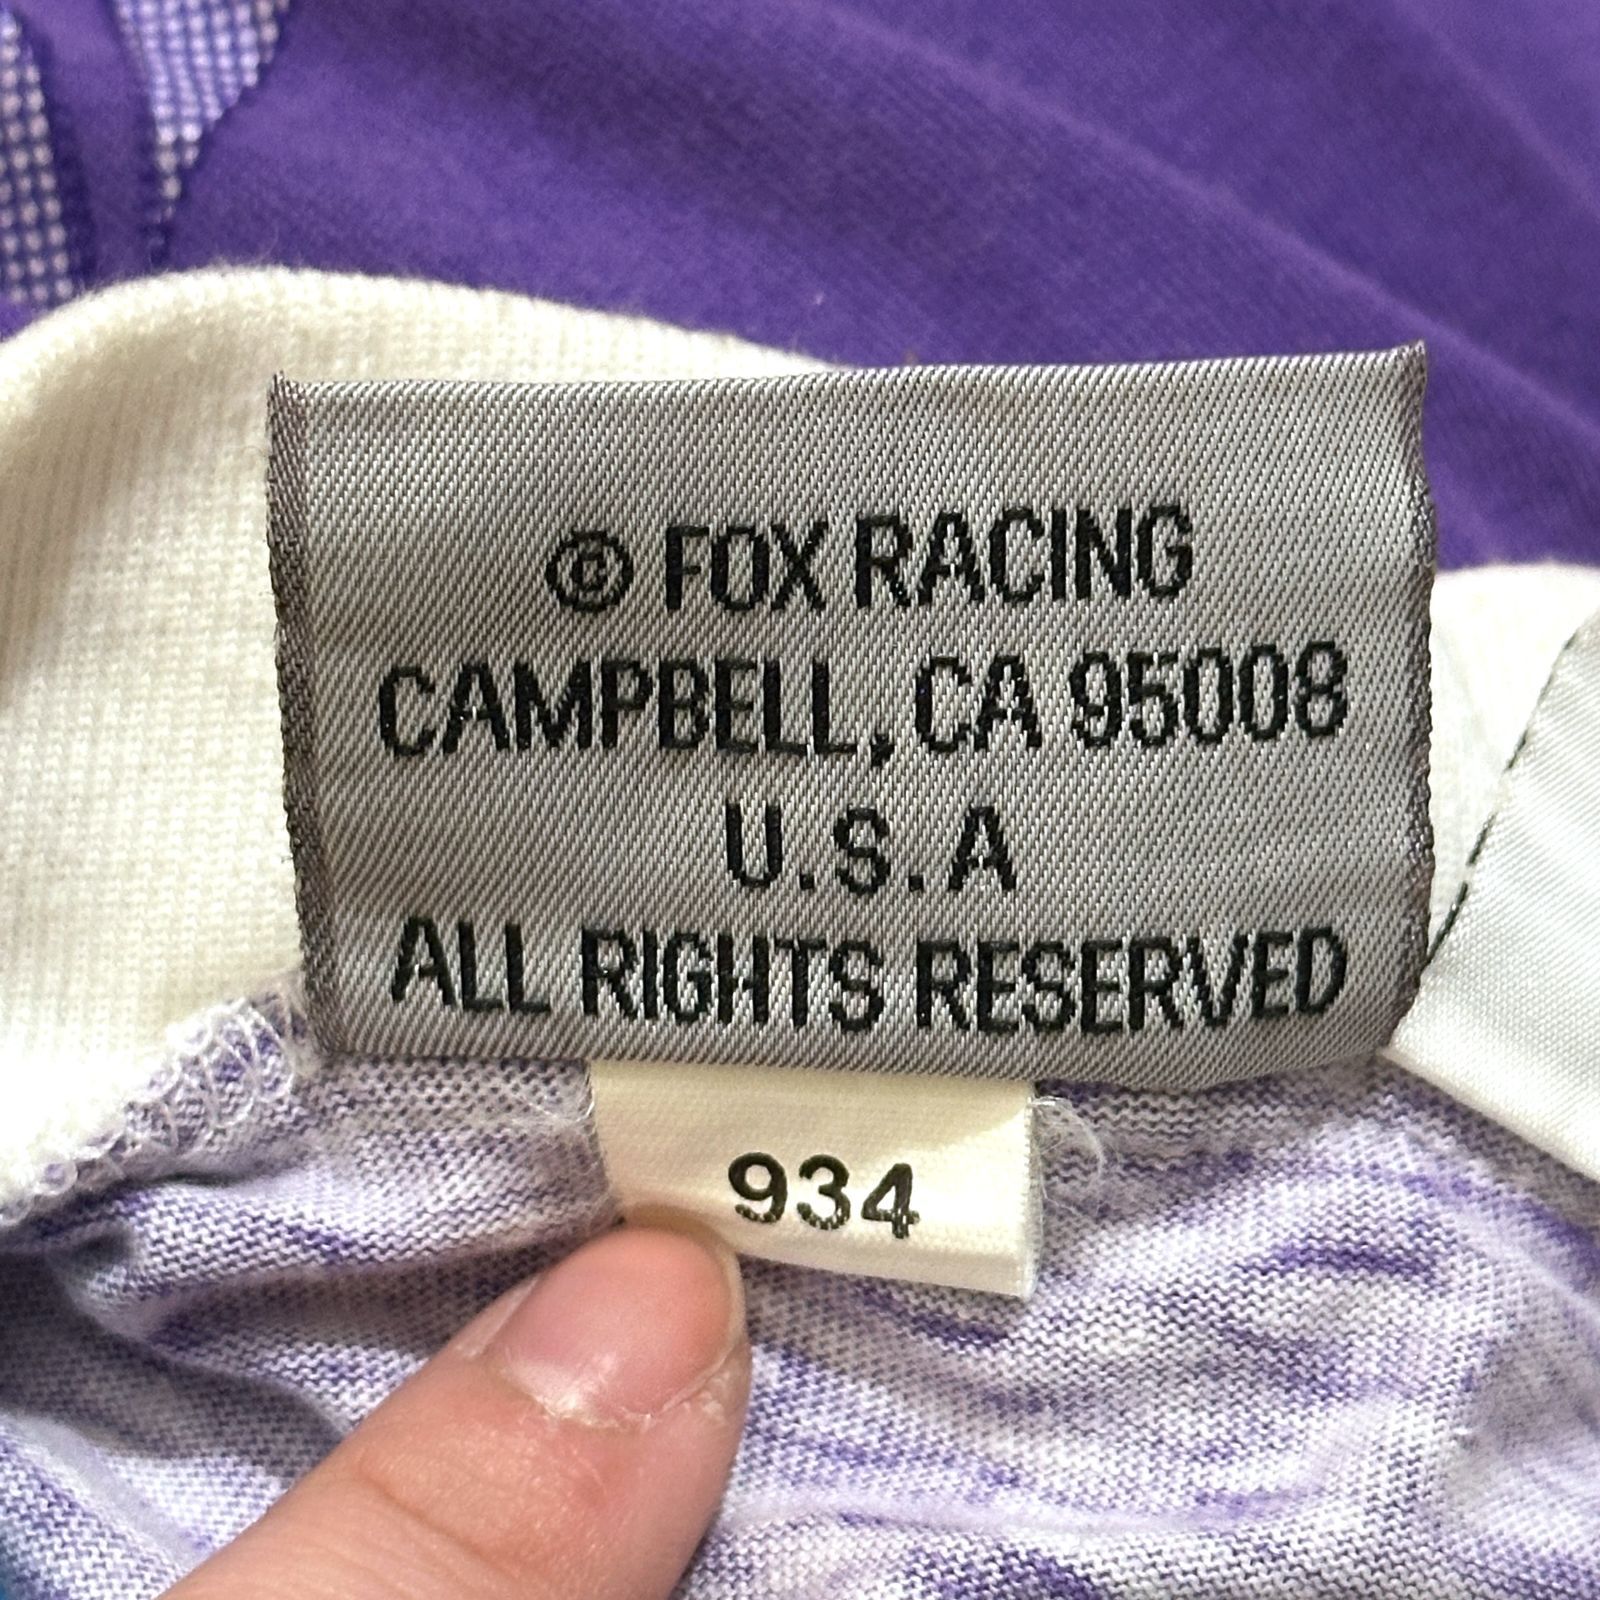 © FOX RACING
CAMPBELL, CA 95008
U.S.A
ALL RIGHTS RESERVED
934